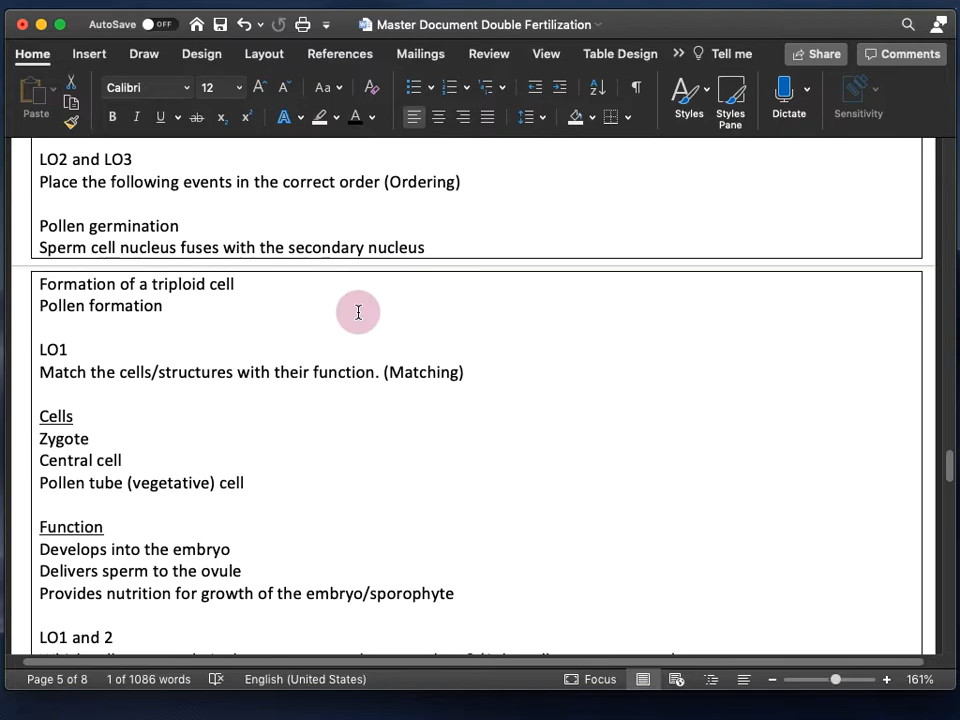 AutoSave OFF Master Document Double Fertilization
Home Insert Draw Design Layout References Mailings Review View Table Design Tell me Share Comments
Calibri 12 Aa
Paste Styles Styles Pane Dictate Sensitivity
LO2 and LO3
Place the following events in the correct order (Ordering)
Pollen germination
Sperm cell nucleus fuses with the secondary nucleus
Formation of a triploid cell
Pollen formation
LO1
Match the cells/structures with their function. (Matching)
Cells
Zygote
Central cell
Pollen tube (vegetative) cell
Function
Develops into the embryo
Delivers sperm to the ovule
Provides nutrition for growth of the embryo/sporophyte
LO1 and 2
Page 5 of 8 1 of 1086 words English (United States) Focus 161%